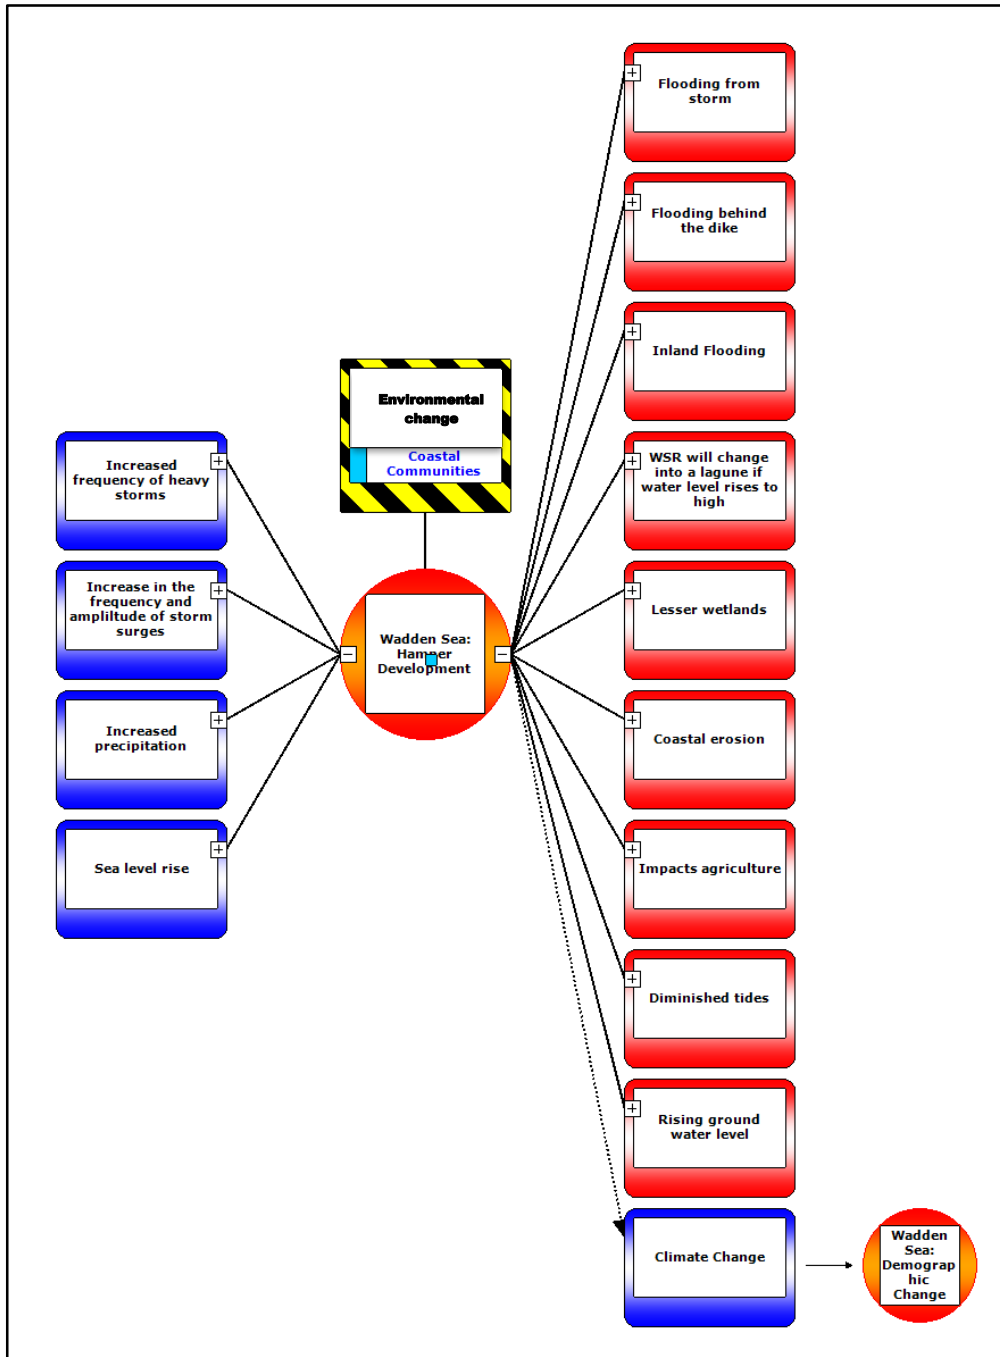 Environmental
change
Coastal
Communities
Increased
frequency of heavy
storms
Increase in the
frequency and
ampliltude of storm
surges
Increased
precipitation
Sea level rise
Wadden Sea:
Hamper
Development
Flooding from
storm
Flooding behind
the dike
Inland Flooding
WSR will change
into a lagune if
water level rises to
high
Lesser wetlands
Coastal erosion
Impacts agriculture
Diminished tides
Rising ground
water level
Climate Change
Wadden
Sea:
Demograp
hic
Change